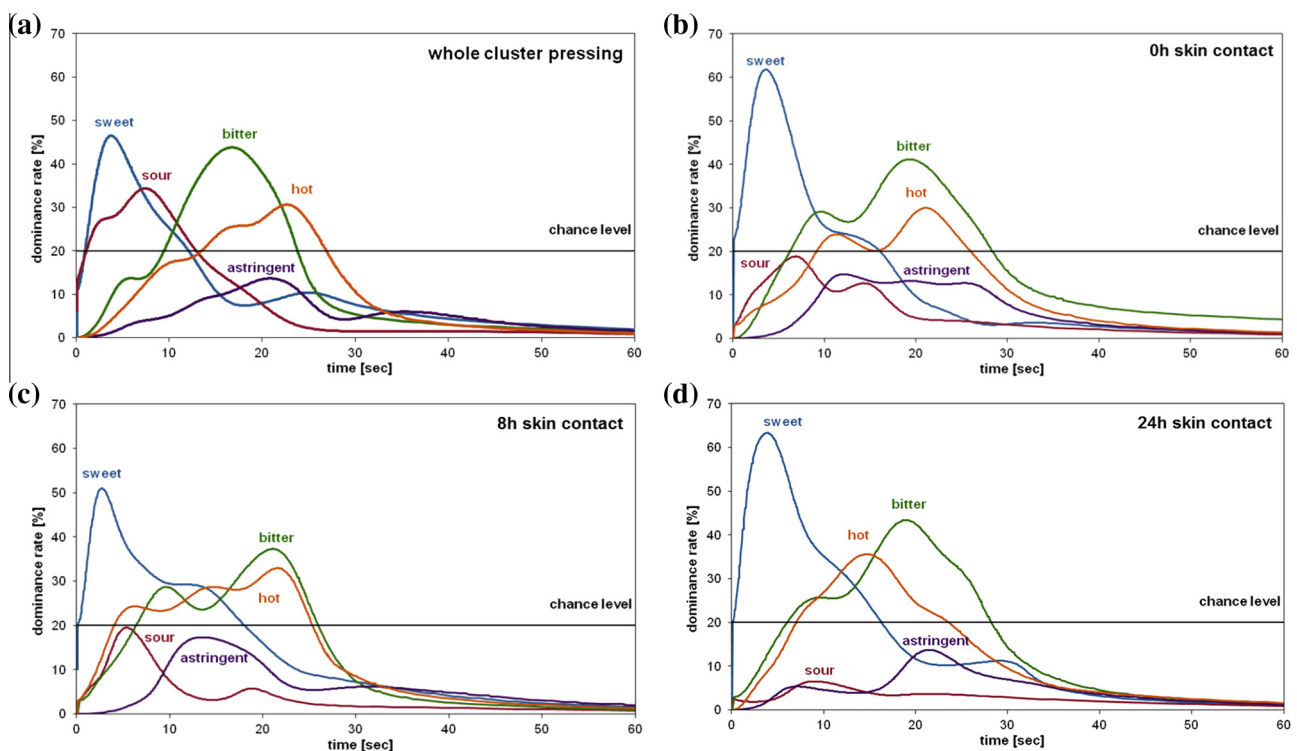 (a)
whole cluster pressing
70
60
50
40
30
20
10
0
dominance rate [%]
sweet
sour
bitter
hot
astringent
chance level
0 10 20 30 40 50 60
time [sec]
(b)
0h skin contact
70
60
50
40
30
20
10
0
dominance rate [%]
sweet
bitter
hot
sour
astringent
chance level
0 10 20 30 40 50 60
time [sec]
(c)
8h skin contact
70
60
50
40
30
20
10
0
dominance rate [%]
sweet
bitter
hot
sour
astringent
chance level
0 10 20 30 40 50 60
time [sec]
(d)
24h skin contact
70
60
50
40
30
20
10
0
dominance rate [%]
sweet
bitter
hot
astringent
sour
chance level
0 10 20 30 40 50 60
time [sec]